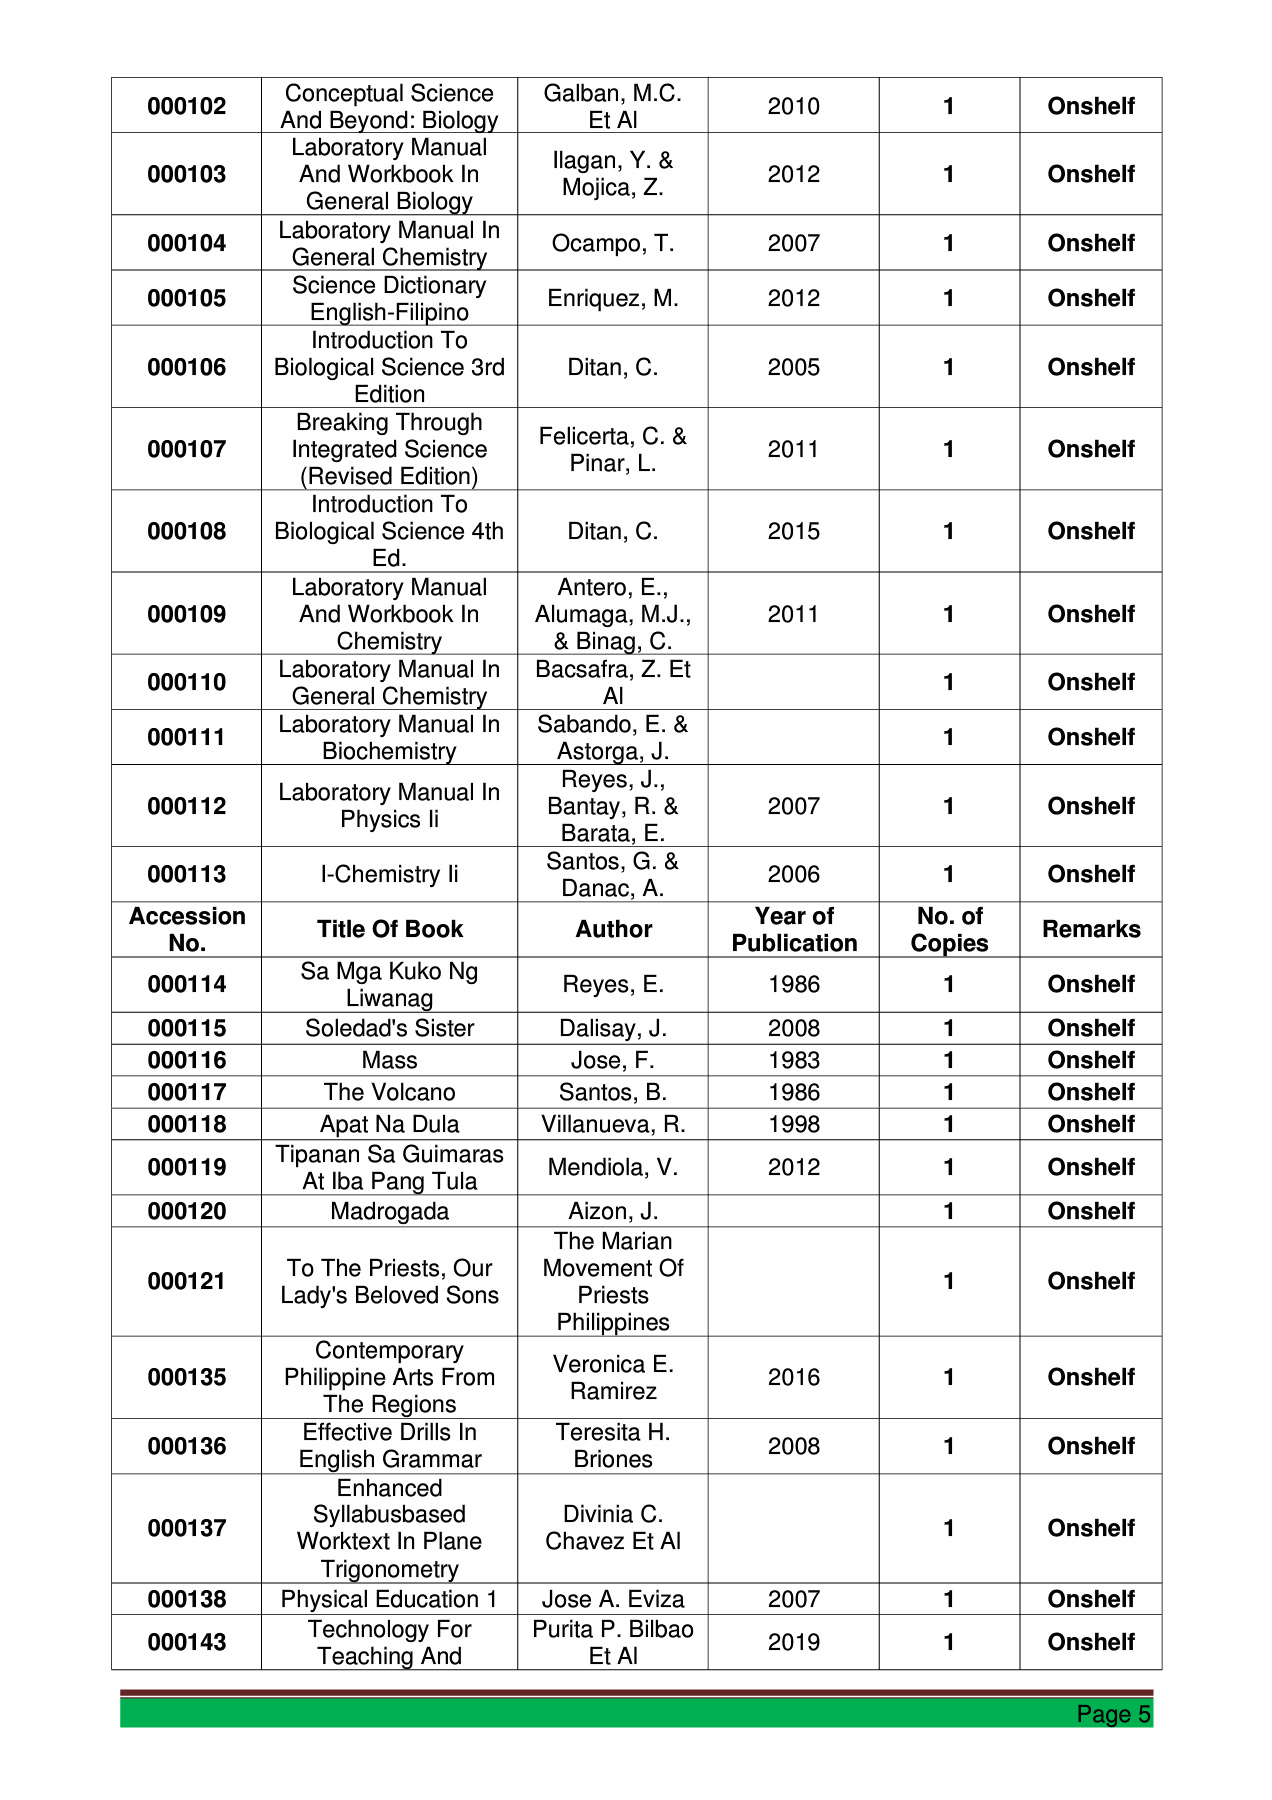 000102 Conceptual Science And Beyond: Biology Galban, M.C. Et Al 2010 1 Onshelf
000103 Laboratory Manual And Workbook In General Biology Ilagan, Y. & Mojica, Z. 2012 1 Onshelf
000104 Laboratory Manual In General Chemistry Ocampo, T. 2007 1 Onshelf
000105 Science Dictionary English-Filipino Enriquez, M. 2012 1 Onshelf
000106 Introduction To Biological Science 3rd Edition Ditan, C. 2005 1 Onshelf
000107 Breaking Through Integrated Science (Revised Edition) Felicerta, C. & Pinar, L. 2011 1 Onshelf
000108 Introduction To Biological Science 4th Ed. Ditan, C. 2015 1 Onshelf
000109 Laboratory Manual And Workbook In Chemistry Antero, E., Alumaga, M.J., & Binag, C. 2011 1 Onshelf
000110 Laboratory Manual In General Chemistry Bacsafra, Z. Et Al 1 Onshelf
000111 Laboratory Manual In Biochemistry Sabando, E. & Astorga, J. 1 Onshelf
000112 Laboratory Manual In Physics Ii Reyes, J., Bantay, R. & Barata, E. 2007 1 Onshelf
000113 I-Chemistry Ii Santos, G. & Danac, A. 2006 1 Onshelf
Accession No. Title Of Book Author Year of Publication No. of Copies Remarks
000114 Sa Mga Kuko Ng Liwanag Reyes, E. 1986 1 Onshelf
000115 Soledad's Sister Dalisay, J. 2008 1 Onshelf
000116 Mass Jose, F. 1983 1 Onshelf
000117 The Volcano Santos, B. 1986 1 Onshelf
000118 Apat Na Dula Villanueva, R. 1998 1 Onshelf
000119 Tipanan Sa Guimaras At Iba Pang Tula Mendiola, V. 2012 1 Onshelf
000120 Madrogada Aizon, J. 1 Onshelf
000121 To The Priests, Our Lady's Beloved Sons The Marian Movement Of Priests Philippines 1 Onshelf
000135 Contemporary Philippine Arts From The Regions Veronica E. Ramirez 2016 1 Onshelf
000136 Effective Drills In English Grammar Teresita H. Briones 2008 1 Onshelf
000137 Enhanced Syllabusbased Worktext In Plane Trigonometry Divinia C. Chavez Et Al 1 Onshelf
000138 Physical Education 1 Jose A. Eviza 2007 1 Onshelf
000143 Technology For Teaching And Purita P. Bilbao Et Al 2019 1 Onshelf
Page 5